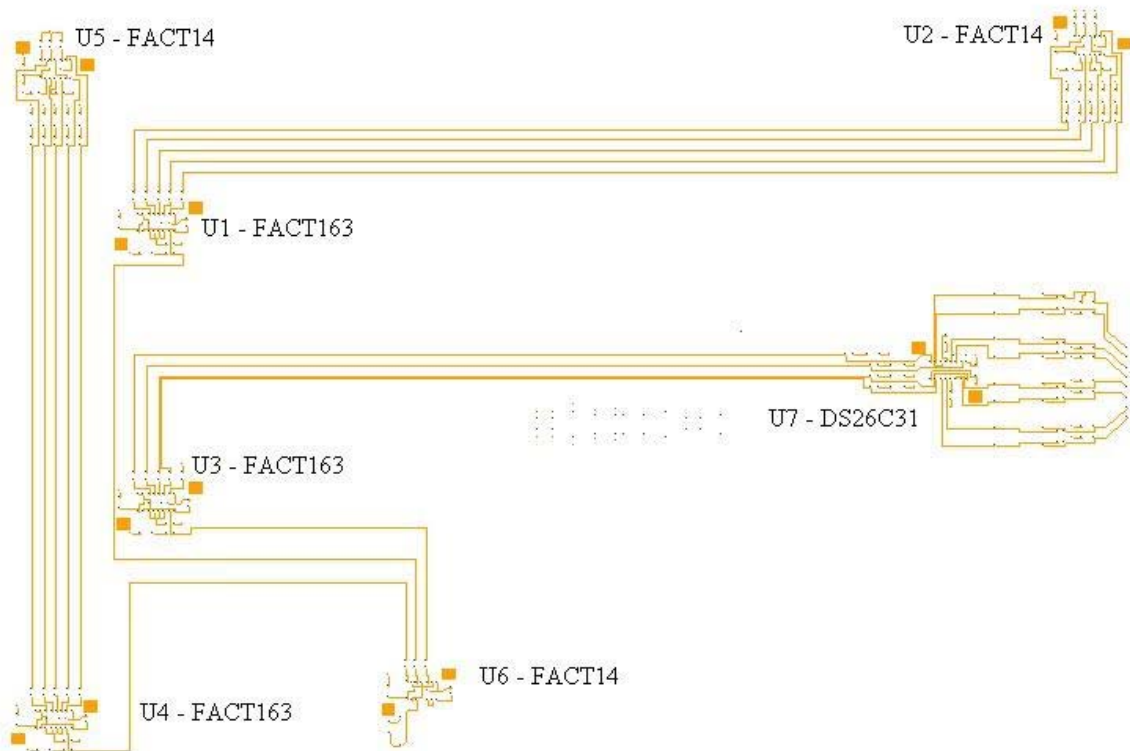 U5 - FACT14
U2 - FACT14
U1 - FACT163
U7 - DS26C31
U3 - FACT163
U6 - FACT14
U4 - FACT163